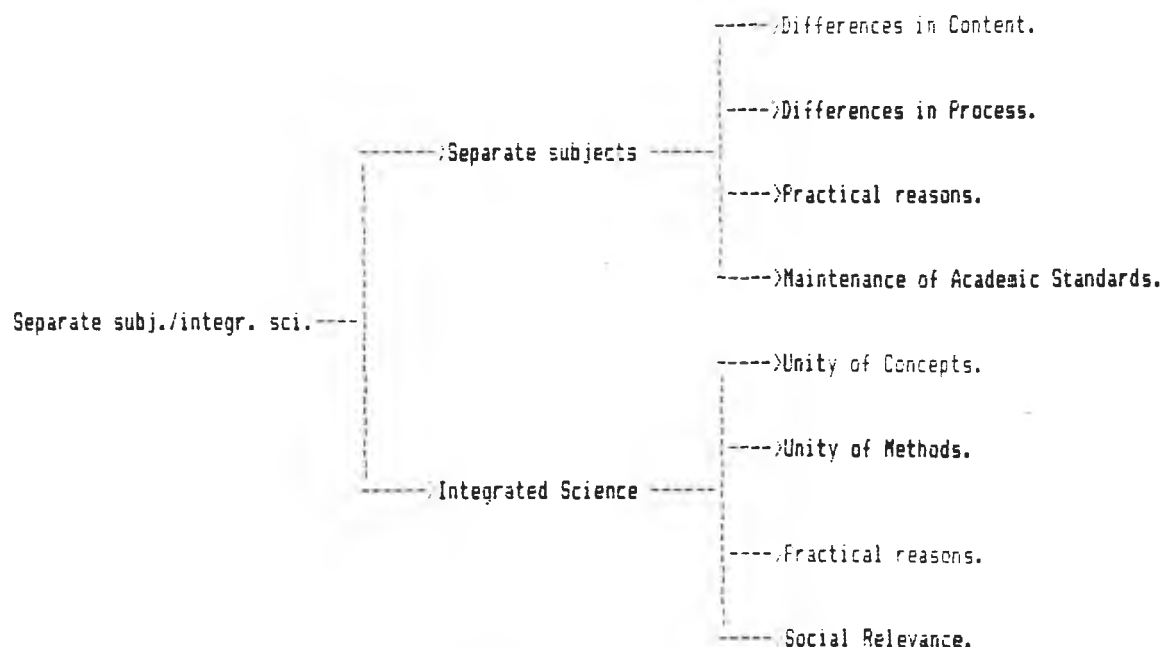 Differences in Content.
Differences in Process.
Separate subjects
Practical reasons.
Maintenance of Academic Standards.
Separate subj./integr. sci.
Unity of Concepts.
Unity of Methods.
Integrated Science
Practical reasons.
Social Relevance.